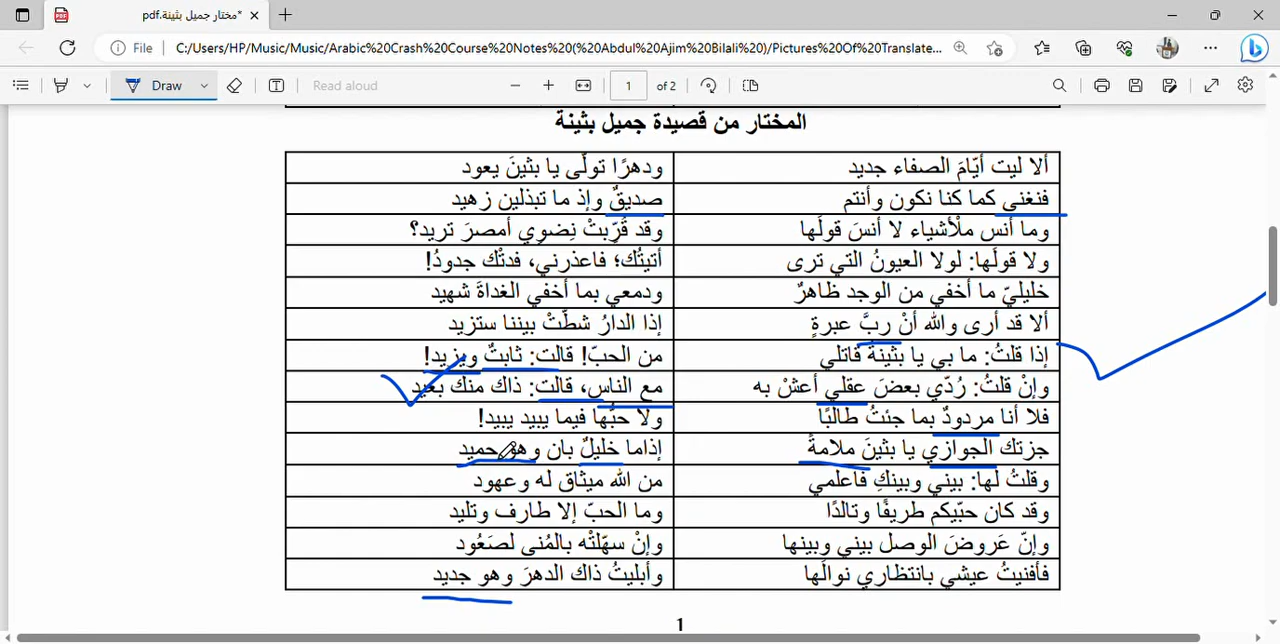 مختار جميل بثينة.pdf*
File C:/Users/HP/Music/Music/Arabic%20Crash%20Course%20Notes%20(%20Abdul%20Ajim%20Bilali%20)/Pictures%20Of%20Translate...
Draw Read aloud 1 of 2
المختار من قصيدة جميل بثينة
ألا ليت أيّامَ الصفاء جديد ودهرًا تولّى يا بثينَ يعود
فنغنى كما كنا نكون وأنتم صديقٌ وإذ ما تبذلين زهيد
وما أنس ملْأشياء لا أنسَ قولَها وقد قُرّبتْ نِضوِي أمصرَ تريد؟
ولا قولَها: لولا العيونُ التي ترى أتيتُك؛ فاعذرني، فدتْك جدودُ!
خليليّ ما أخفي من الوجد ظاهرٌ ودمعي بما أخفي الغداةَ شهيد
ألا قد أرى والله أنْ ربَّ عبرةٍ إذا الدارُ شطّتْ بيننا ستزيد
إذا قلتُ: ما بي يا بثينةُ قاتلي من الحبّ! قالت: ثابتٌ ويزيد!
وإنْ قلتُ: رُدّي بعضَ عقلي أعشْ به مع الناس، قالت: ذاك منك بعيد
فلا أنا مردودٌ بما جئتُ طالبًا ولا حبُّها فيما يبيد يبيد!
جزتك الجوازي يا بثينَ ملامةً إذاما خليلٌ بان وهو حميد
وقلتُ لها: بيني وبينكِ فاعلمي من الله ميثاق له وعهود
وقد كان حبّيكم طريفًا وتالدًا وما الحبّ إلا طارف وتليد
وإنّ عَروضَ الوصل بيني وبينها وإنْ سهّلتْه بالمُنى لصَعُود
فأفنيتُ عيشي بانتظاري نوالَها وأبليتُ ذاك الدهرَ وهو جديد
1